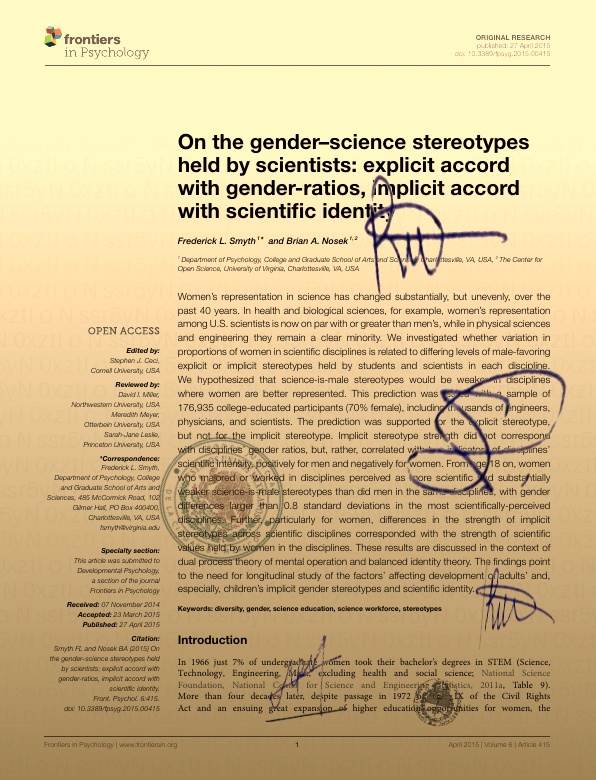 frontiers
in Psychology
ORIGINAL RESEARCH
published: 27 April 2015
doi: 10.3389/fpsyg.2015.00415
On the gender–science stereotypes
held by scientists: explicit accord
with gender-ratios, implicit accord
with scientific identity
Frederick L. Smyth 1* and Brian A. Nosek 1,2
1 Department of Psychology, College and Graduate School of Arts and Charlottesville, VA, USA, 2 The Center for
Open Science, University of Virginia, Charlottesville, VA, USA
Women's representation in science has changed substantially, but unevenly, over the
past 40 years. In health and biological sciences, for example, women's representation
among U.S. scientists is now on par with or greater than men's, while in physical sciences
and engineering they remain a clear minority. We investigated whether variation in
proportions of women in scientific disciplines is related to differing levels of male-favoring
explicit or implicit stereotypes held by students and scientists in each discipline.
We hypothesized that science-is-male stereotypes would be weaker in disciplines
where women are better represented. This prediction was sample of
176,935 college-educated participants (70% female), including thousands of engineers,
physicians, and scientists. The prediction was supported for the explicit stereotype,
but not for the implicit stereotype. Implicit stereotype strength did not correspond
with disciplines' gender ratios, but, rather, correlated with indicators of disciplines'
scientific intensity, positively for men and negatively for women. From age 18 on, women
who majored or worked in disciplines perceived as more scientific had substantially
weaker science-is-male stereotypes than did men in the same disciplines, with gender
differences larger than 0.8 standard deviations in the most scientifically-perceived
disciplines. Further, particularly for women, differences in the strength of implicit
stereotypes across scientific disciplines corresponded with the strength of scientific
values held by women in the disciplines. These results are discussed in the context of
dual process theory of mental operation and balanced identity theory. The findings point
to the need for longitudinal study of the factors' affecting development of adults' and,
especially, children's implicit gender stereotypes and scientific identity.
Keywords: diversity, gender, science education, science workforce, stereotypes
Introduction
In 1966 just 7% of undergraduate women took their bachelor's degrees in STEM (Science,
Technology, Engineering, Math, excluding health and social science; National Science
Foundation, National Center for Science and Engineering Statistics, 2011a, Table 9).
More than four decades later, despite passage in 1972 of IX of the Civil Rights
Act and an ensuing great expansion of higher education opportunities for women, the
OPEN ACCESS
Edited by:
Stephen J. Ceci,
Cornell University, USA
Reviewed by:
David I. Miller,
Northwestern University, USA
Meredith Meyer,
Otterbein University, USA
Sarah-Jane Leslie,
Princeton University, USA
*Correspondence:
Frederick L. Smyth,
Department of Psychology, College
and Graduate School of Arts and
Sciences, 485 McCormick Road, 102
Gilmer Hall, PO Box 400400,
Charlottesville, VA, USA
fsmyth@virginia.edu
Specialty section:
This article was submitted to
Developmental Psychology,
a section of the journal
Frontiers in Psychology
Received: 07 November 2014
Accepted: 23 March 2015
Published: 27 April 2015
Citation:
Smyth FL and Nosek BA (2015) On
the gender-science stereotypes held
by scientists: explicit accord with
gender-ratios, implicit accord with
scientific identity.
Front. Psychol. 6:415.
doi: 10.3389/fpsyg.2015.00415
Frontiers in Psychology | www.frontiersin.org
1
April 2015 | Volume 6 | Article 415